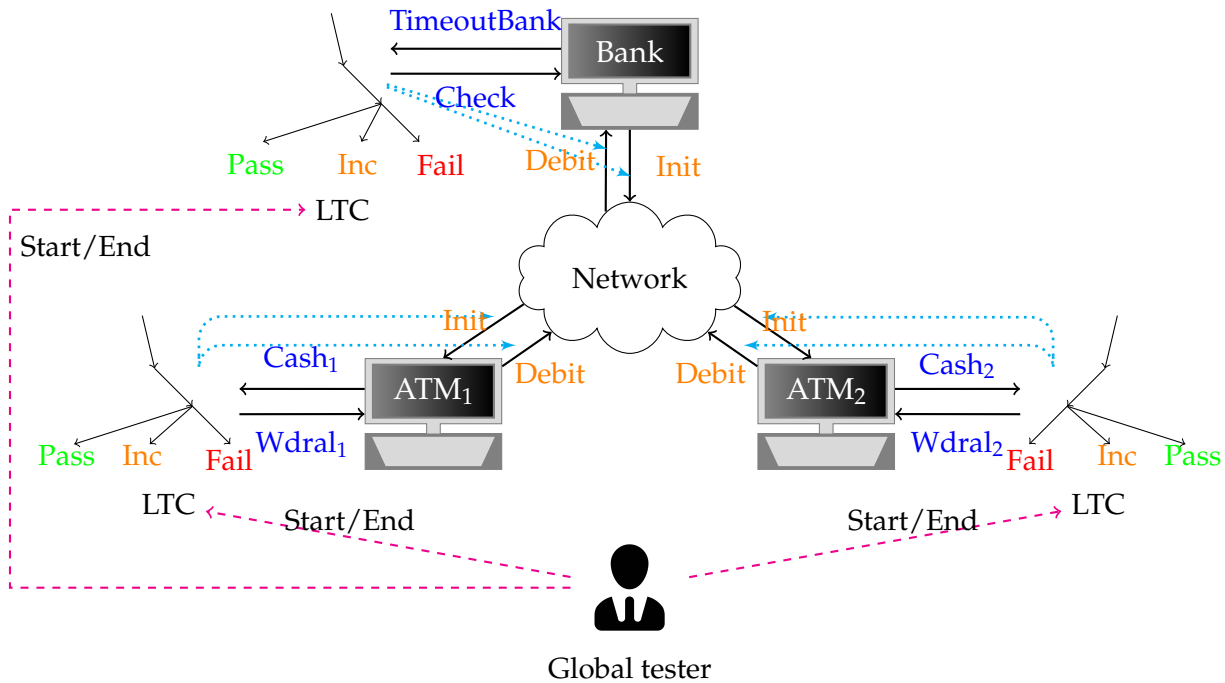 TimeoutBank
Bank
Check
Pass
Inc
Fail
Debit
Init
LTC
Start/End
Network
Init
Init
Cash₁
Debit
Debit
Cash₂
ATM₁
ATM₂
Pass
Inc
Fail
Wdral₁
Wdral₂
Fail
Inc
Pass
LTC
Start/End
Start/End
LTC
Global tester